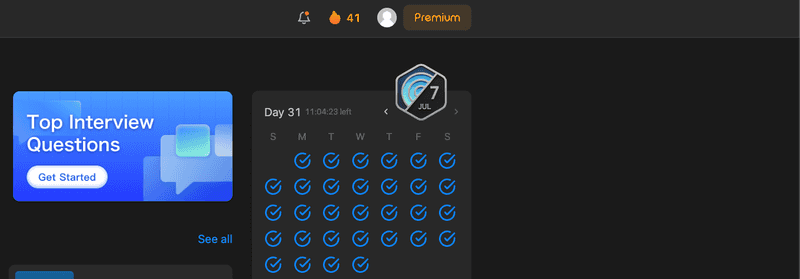 41
Premium
Top Interview
Questions
Get Started
See all
Day 31 11:04:23 left
7
JUL
S M T W T F S